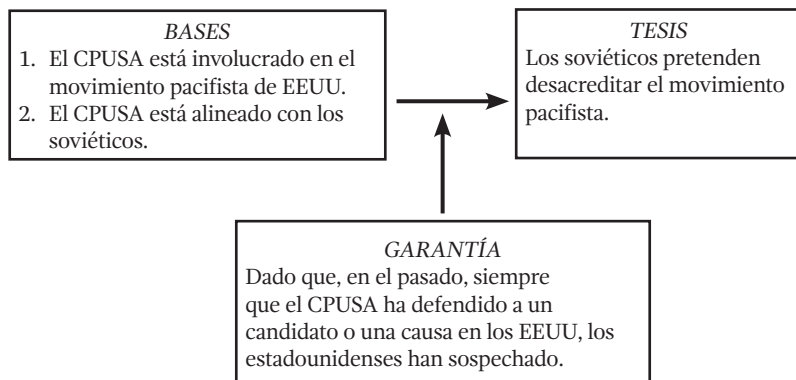 BASES
1. El CPUSA está involucrado en el
movimiento pacifista de EEUU.
2. El CPUSA está alineado con los
soviéticos.
TESIS
Los soviéticos pretenden
desacreditar el movimiento
pacifista.
GARANTÍA
Dado que, en el pasado, siempre
que el CPUSA ha defendido a un
candidato o una causa en los EEUU, los
estadounidenses han sospechado.